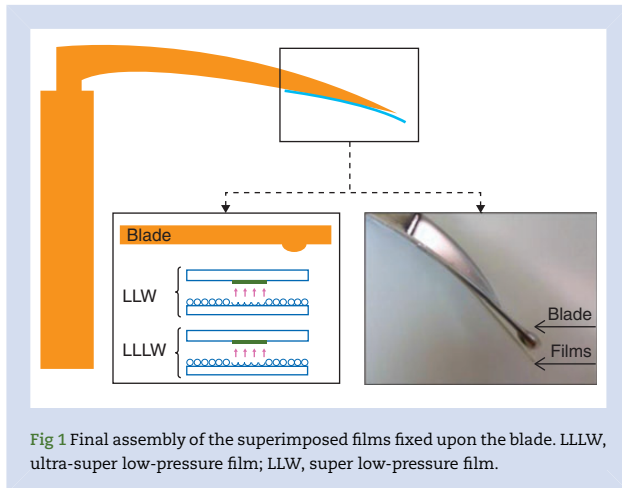 Blade
LLW
LLLW
Blade
Films
Fig 1 Final assembly of the superimposed films fixed upon the blade. LLLW,
ultra-super low-pressure film; LLW, super low-pressure film.